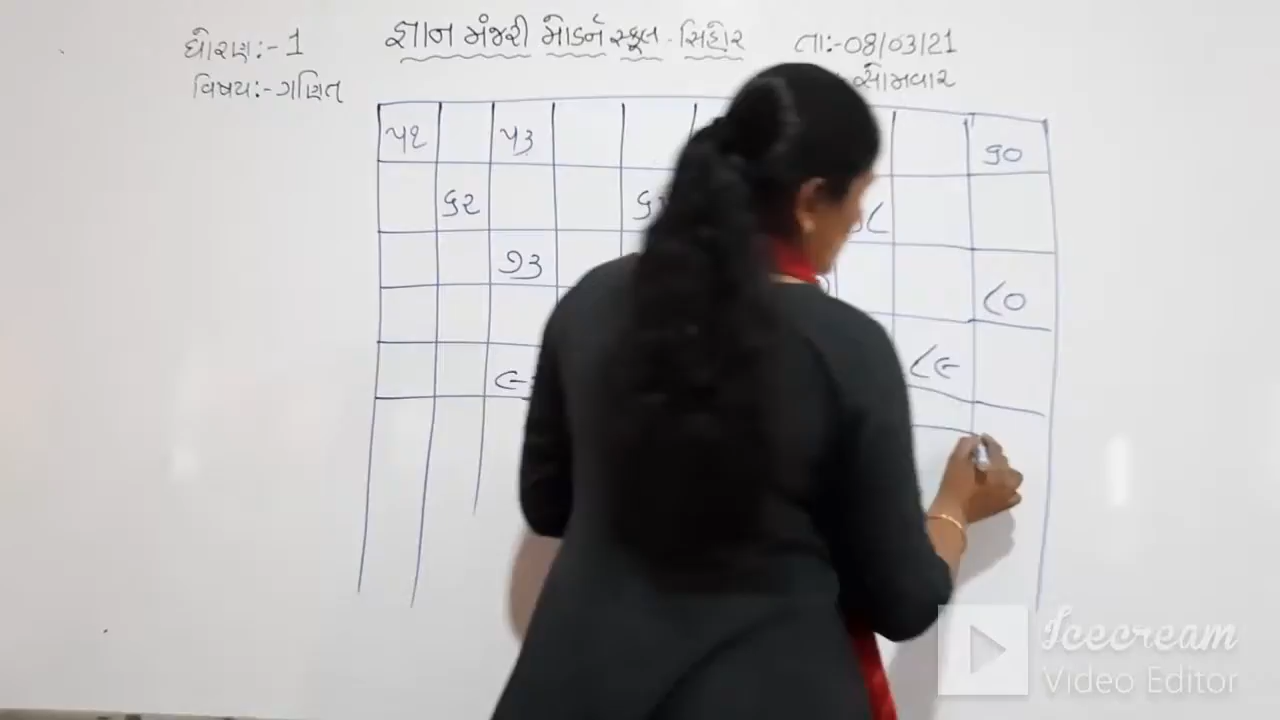 ધોરણ:-1 જ્ઞાન મંજરી મોડર્ન સ્કૂલ - સિહોર તા:-08/03/21
વિષય:-ગણિત સોમવાર
૫૧ ૫૩ ૬૦
૬૨
૭૩ ૮૦
૮૯
Icecream
Video Editor